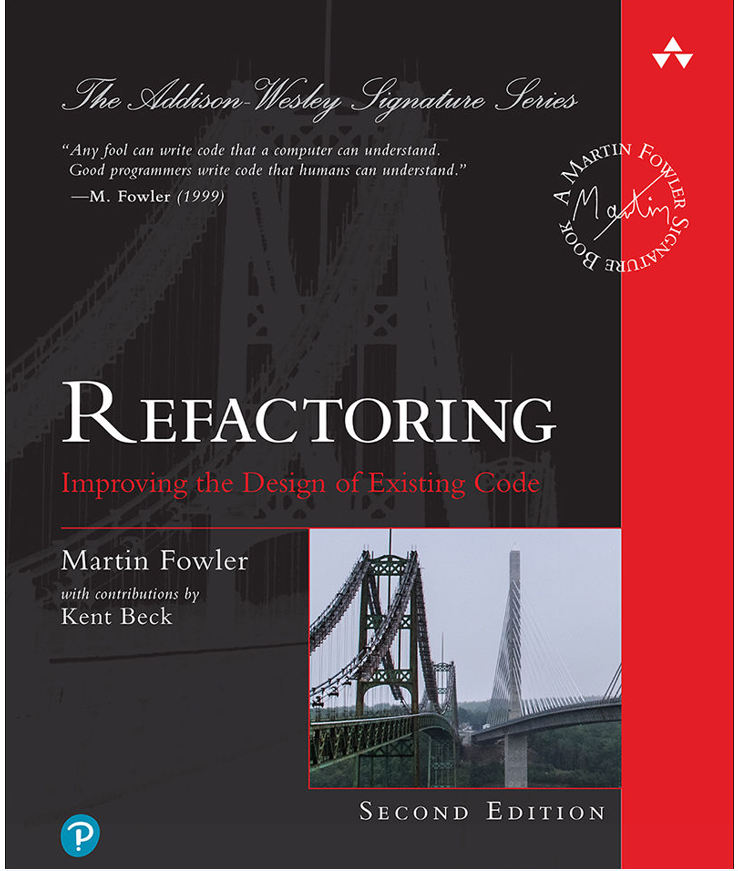 The Addison-Wesley Signature Series
“Any fool can write code that a computer can understand.
Good programmers write code that humans can understand.”
—M. Fowler (1999)
A MARTIN FOWLER SIGNATURE BOOK
Martin
REFACTORING
Improving the Design of Existing Code
Martin Fowler
with contributions by
Kent Beck
SECOND EDITION
P